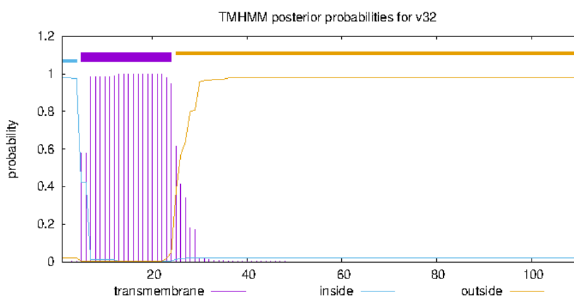 TMHMM posterior probabilities for v32
1.2
1
0.8
0.6
0.4
0.2
0
probability
20
40
60
80
100
transmembrane
inside
outside